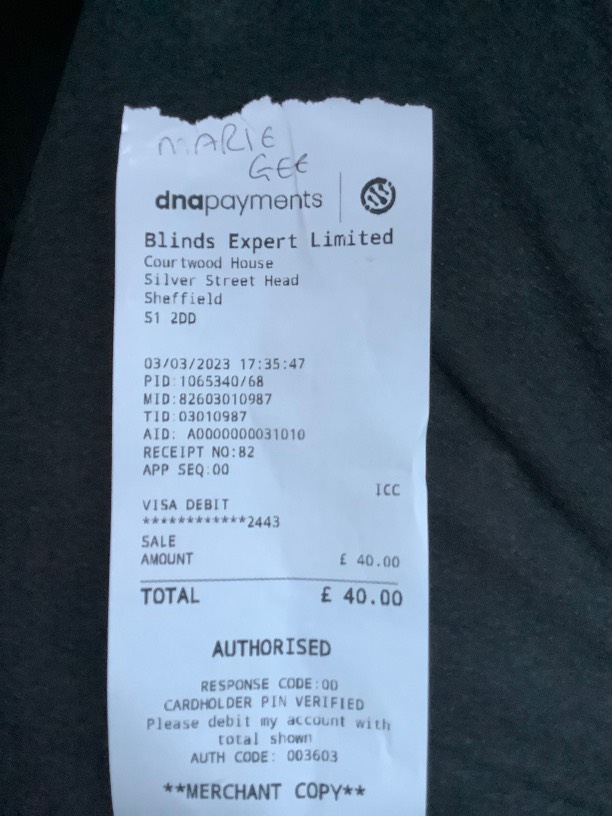 MARIE
GEE
dnapayments
Blinds Expert Limited
Courtwood House
Silver Street Head
Sheffield
S1 2DD
03/03/2023 17:35:47
PID:1065340/68
MID:82603010987
TID:03010987
AID: A0000000031010
RECEIPT NO:82
APP SEQ:00
ICC
VISA DEBIT
************2443
SALE
AMOUNT £ 40.00
TOTAL £ 40.00
AUTHORISED
RESPONSE CODE:00
CARDHOLDER PIN VERIFIED
Please debit my account with
total shown
AUTH CODE: 003603
**MERCHANT COPY**